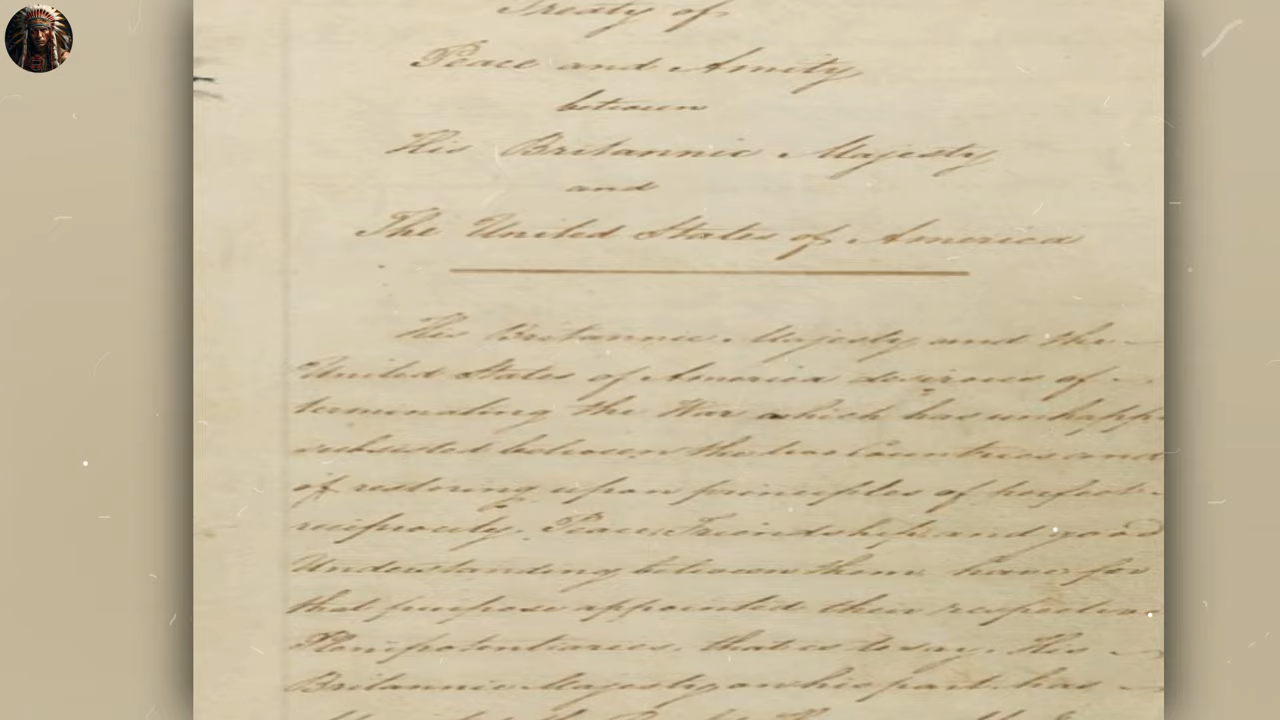 Treaty of
Peace and Amity
between
His Britannic Majesty
and
The United States of America
His Britannic Majesty and the
United States of America desirous of
terminating the War which has unhapp
subsisted between the two Countries and
of restoring upon principles of perfect
reciprocity, Peace, Friendship, and good
Understanding between them, have for
that purpose appointed their respective
Plenipotentiaries, that is to say, His
Britannic Majesty on his part has